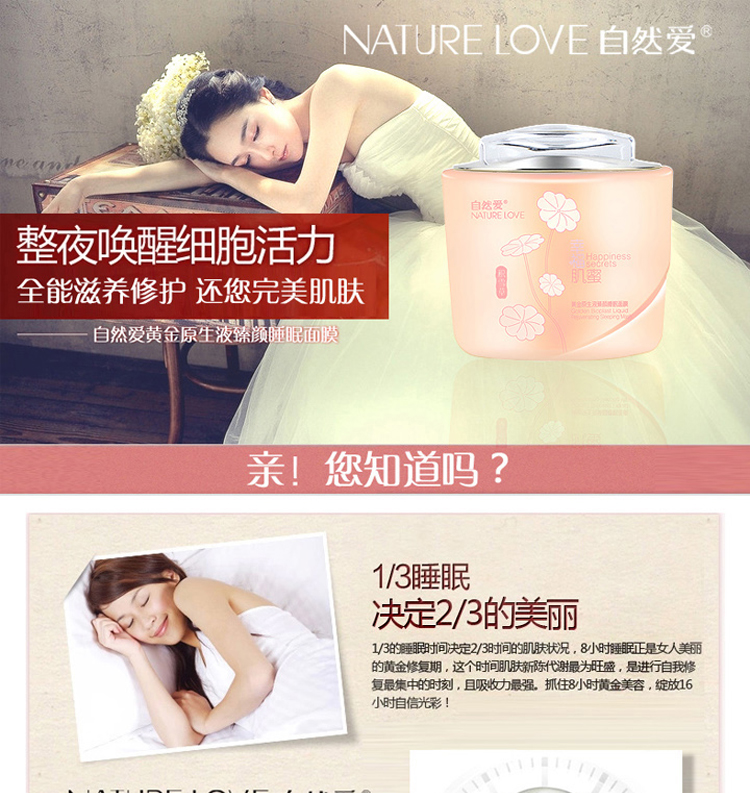 NATURE LOVE 自然爱®
自然爱®
NATURE LOVE
Happiness
secrets
肌蜜
整夜唤醒细胞活力
全能滋养修护 还您完美肌肤
自然爱黄金原生液臻颜睡眠面膜
亲！您知道吗？
1/3睡眠
决定2/3的美丽
1/3的睡眠时间决定2/3时间的肌肤状况，8小时睡眠正是女人美丽
的黄金修复期，这个时间肌肤新陈代谢最为旺盛，是进行自我修
复最集中的时刻，且吸收力最强。抓住8小时黄金美容，绽放16
小时自信光彩！
NATURE LOVE 自然爱®